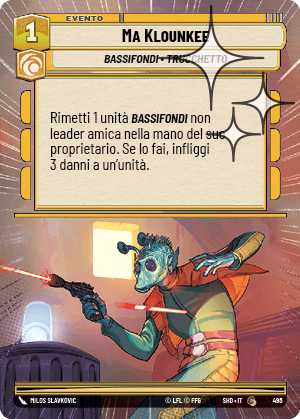 EVENTO
1
MA KLOUNKEE
BASSIFONDI • TRUCCHETTO
Rimetti 1 unità BASSIFONDI non
leader amica nella mano del suo
proprietario. Se lo fai, infliggi
3 danni a un'unità.
MILOS SLAVKOVIC
© LFL © FFG
SHD • IT
496